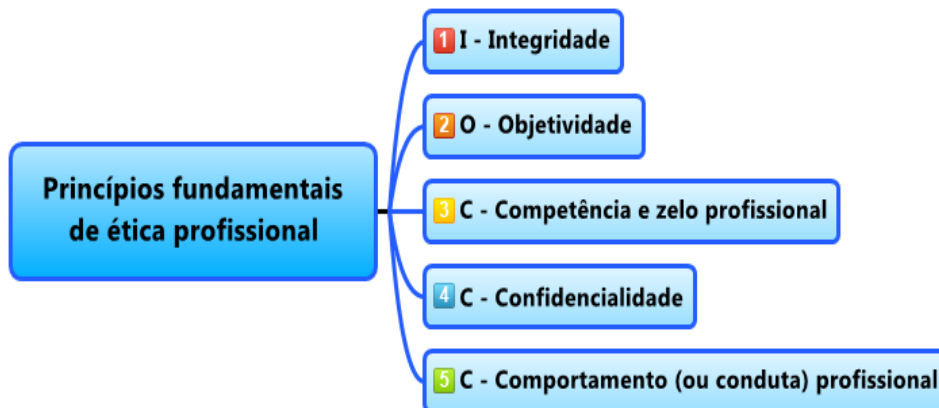 Princípios fundamentais
de ética profissional
1 I - Integridade
2 O - Objetividade
3 C - Competência e zelo profissional
4 C - Confidencialidade
5 C - Comportamento (ou conduta) profissional